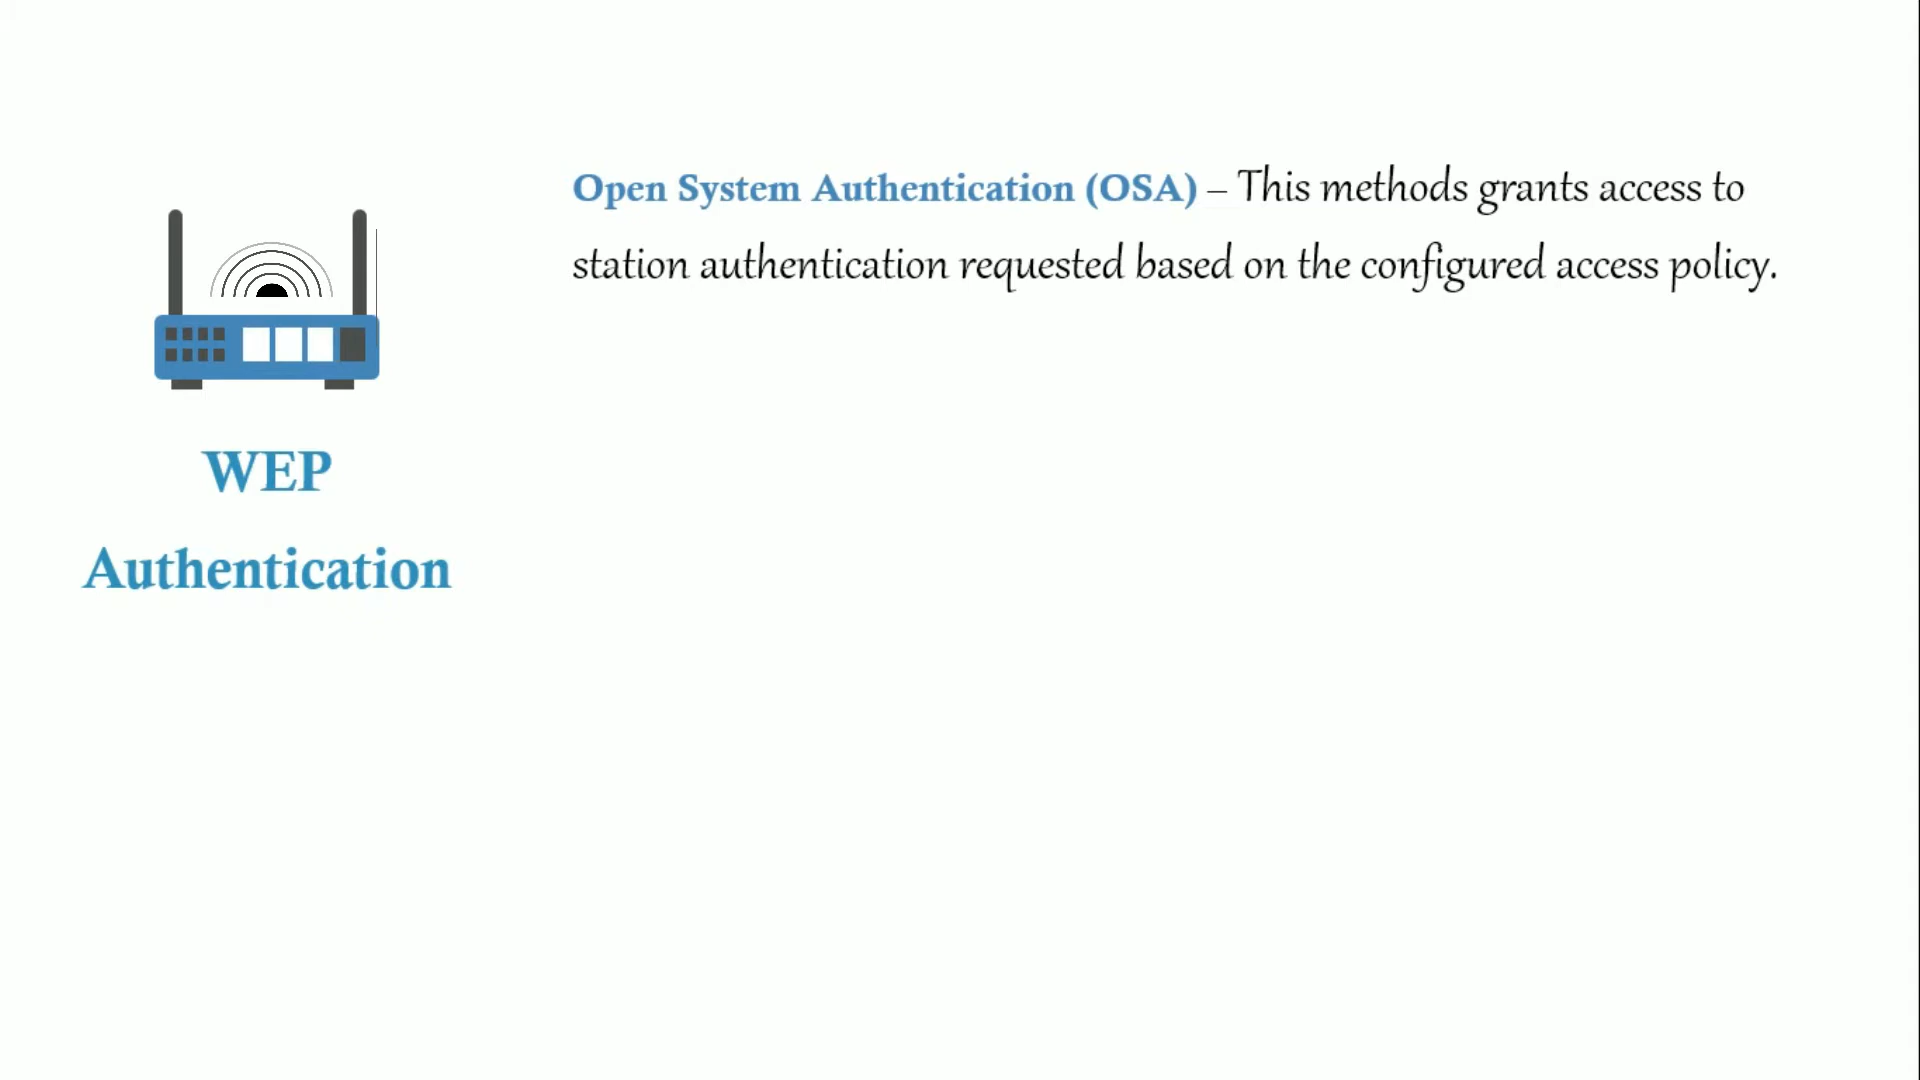 WEP
Authentication
Open System Authentication (OSA) – This methods grants access to
station authentication requested based on the configured access policy.